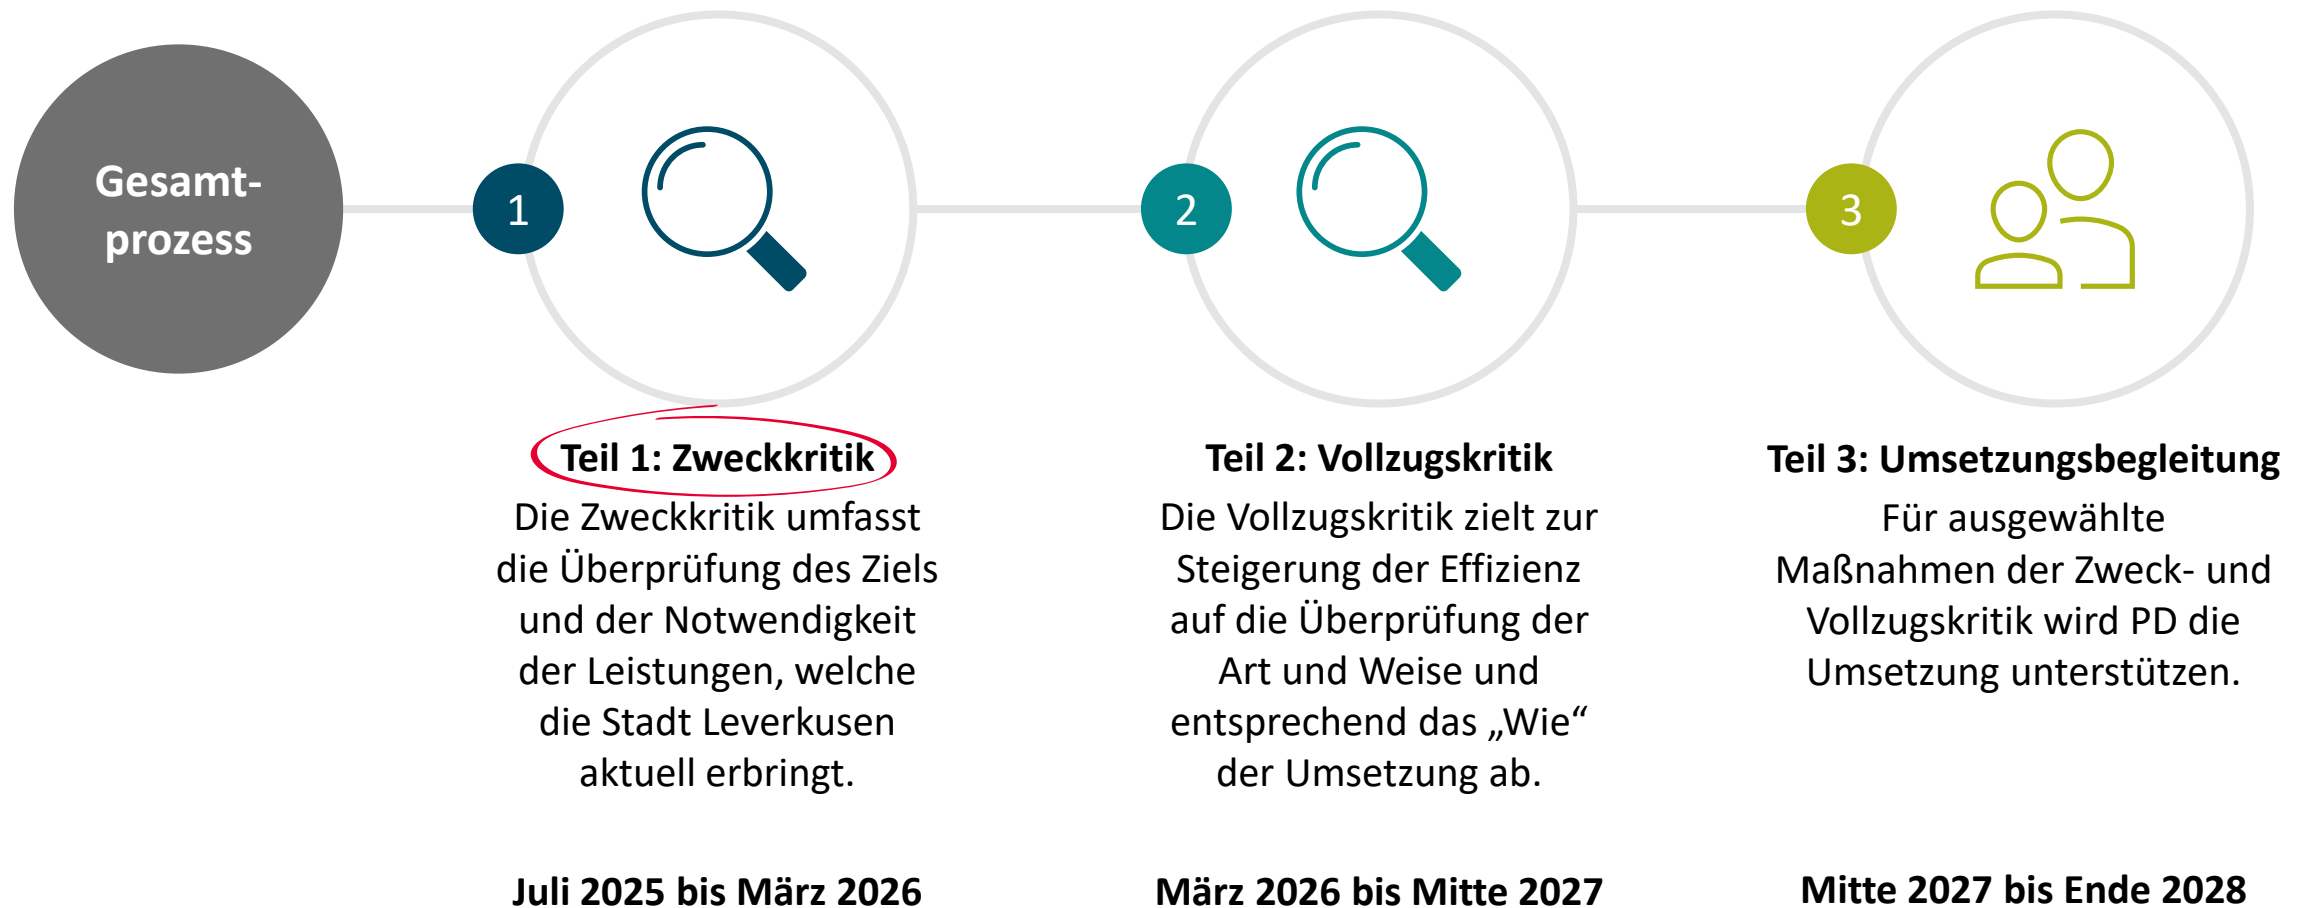 Gesamt-
prozess
1
Teil 1: Zweckkritik
Die Zweckkritik umfasst
die Überprüfung des Ziels
und der Notwendigkeit
der Leistungen, welche
die Stadt Leverkusen
aktuell erbringt.
Juli 2025 bis März 2026
2
Teil 2: Vollzugskritik
Die Vollzugskritik zielt zur
Steigerung der Effizienz
auf die Überprüfung der
Art und Weise und
entsprechend das „Wie“
der Umsetzung ab.
März 2026 bis Mitte 2027
3
Teil 3: Umsetzungsbegleitung
Für ausgewählte
Maßnahmen der Zweck- und
Vollzugskritik wird PD die
Umsetzung unterstützen.
Mitte 2027 bis Ende 2028